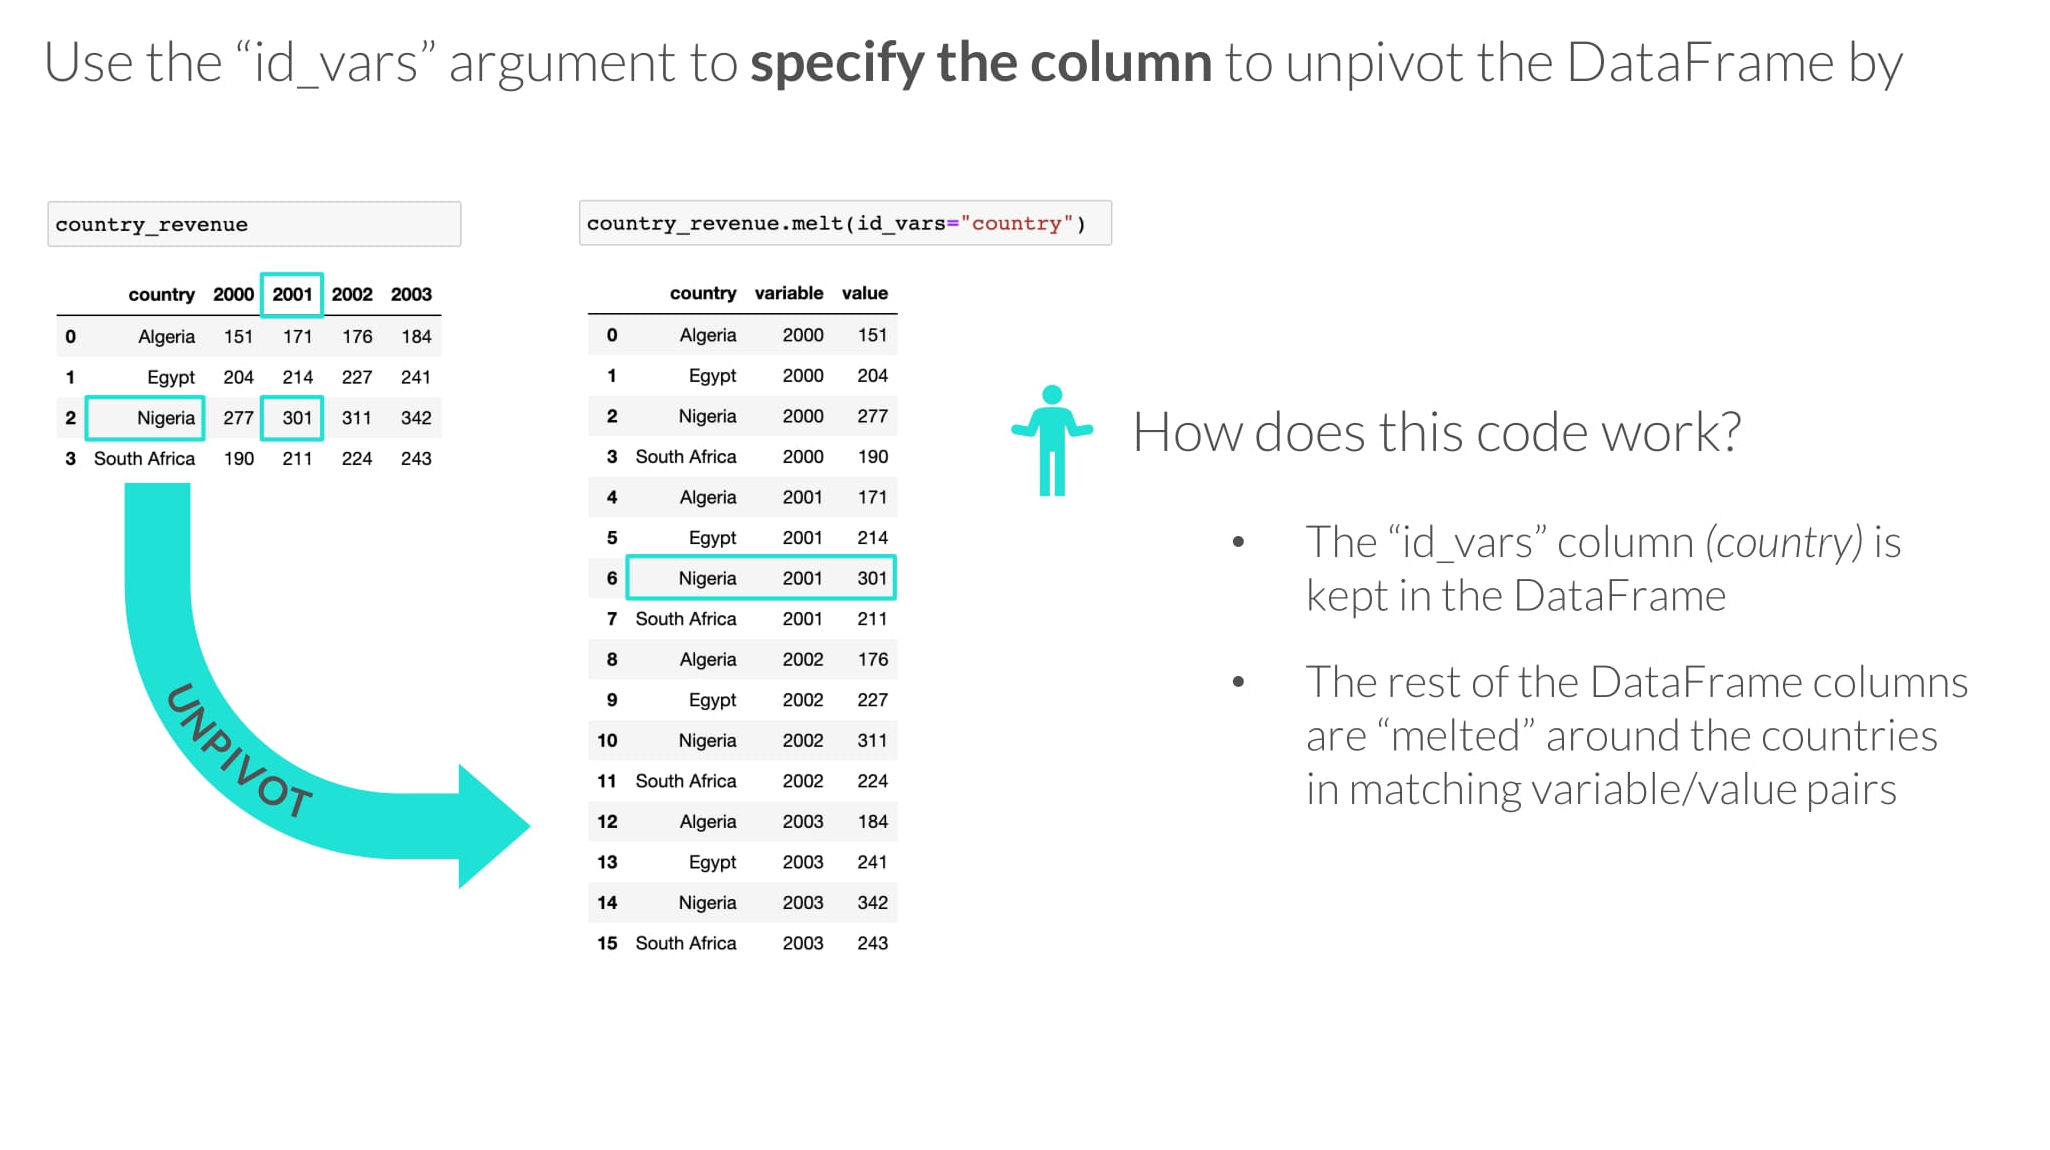 Use the “id_vars” argument to specify the column to unpivot the DataFrame by
country_revenue
country 2000 2001 2002 2003
0 Algeria 151 171 176 184
1 Egypt 204 214 227 241
2 Nigeria 277 301 311 342
3 South Africa 190 211 224 243
UNPIVOT
country_revenue.melt(id_vars="country")
country variable value
0 Algeria 2000 151
1 Egypt 2000 204
2 Nigeria 2000 277
3 South Africa 2000 190
4 Algeria 2001 171
5 Egypt 2001 214
6 Nigeria 2001 301
7 South Africa 2001 211
8 Algeria 2002 176
9 Egypt 2002 227
10 Nigeria 2002 311
11 South Africa 2002 224
12 Algeria 2003 184
13 Egypt 2003 241
14 Nigeria 2003 342
15 South Africa 2003 243
How does this code work?
• The “id_vars” column (country) is
kept in the DataFrame
• The rest of the DataFrame columns
are “melted” around the countries
in matching variable/value pairs